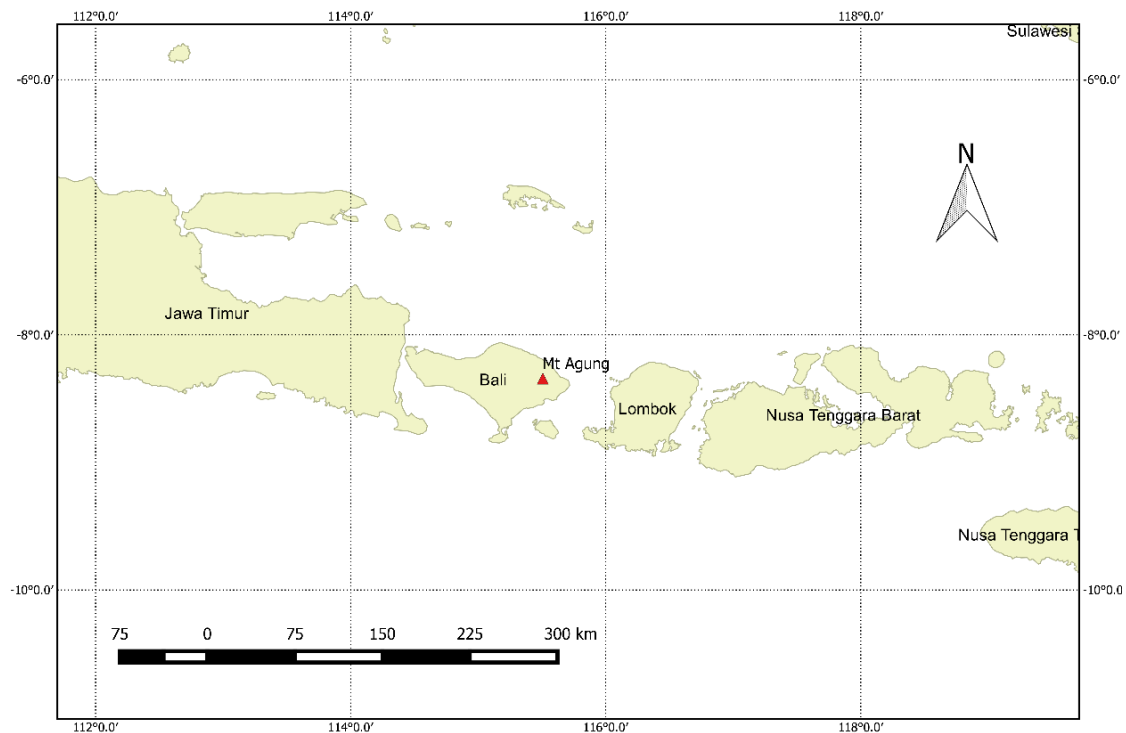 112°0.0′ 114°0.0′ 116°0.0′ 118°0.0′
Sulawesi
-6°0.0′ -6°0.0′
N
Jawa Timur
-8°0.0′ -8°0.0′
Mt Agung
Bali
Lombok
Nusa Tenggara Barat
Nusa Tenggara T
-10°0.0′ -10°0.0′
75 0 75 150 225 300 km
112°0.0′ 114°0.0′ 116°0.0′ 118°0.0′